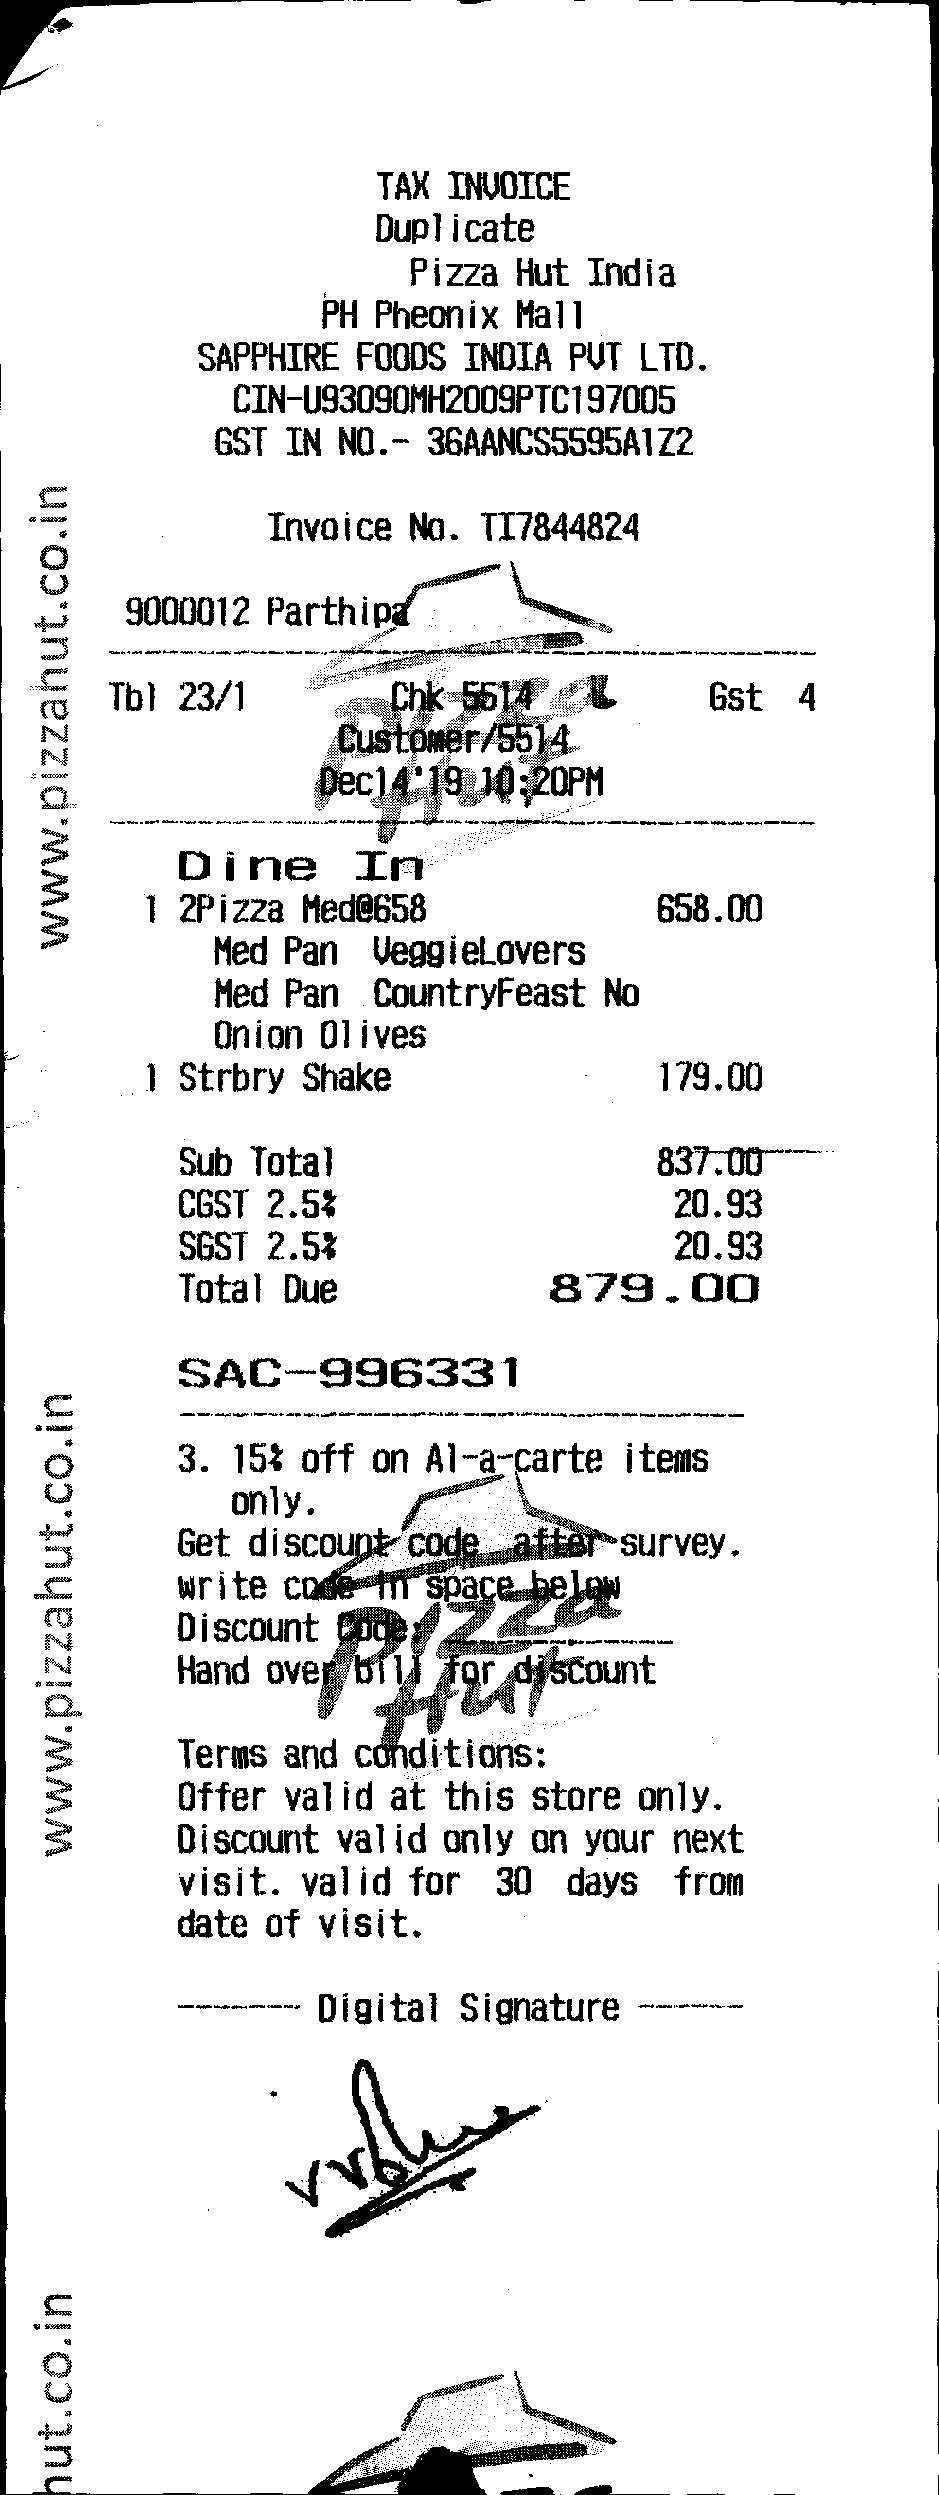 TAX INVOICE
Duplicate
Pizza Hut India
PH Pheonix Mall
SAPPHIRE FOODS INDIA PVT LTD.
CIN-U93090MH2009PTC197005
GST IN NO.- 36AANCS5595A1Z2
Invoice No. TI7844824
9000012 Parthipa
Tbl 23/1 Chk 5514 Gst 4
Customer/5514
Dec14'19 10:20PM
Dine In
1 2Pizza Med@658 658.00
Med Pan VeggieLovers
Med Pan CountryFeast No
Onion Olives
1 Strbry Shake 179.00
Sub Total 837.00
CGST 2.5% 20.93
SGST 2.5% 20.93
Total Due 879.00
SAC-996331
3. 15% off on Al-a-carte items
only.
Get discount code after survey.
write code in space below
Discount Code:
Hand over bill for discount
Terms and conditions:
Offer valid at this store only.
Discount valid only on your next
visit. valid for 30 days from
date of visit.
------- Digital Signature ------
www.pizzahut.co.in
www.pizzahut.co.in
hut.co.in
Pizza
Hut
Pizza
Hut